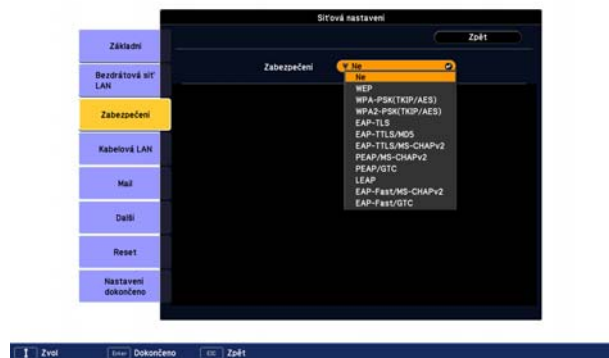 Síťová nastavení
Zpět
Základní
Bezdrátová síť
LAN
Zabezpečení
Kabelová LAN
Mail
Další
Reset
Nastavení
dokončeno
Zabezpečení
Ne
Ne
WEP
WPA-PSK(TKIP/AES)
WPA2-PSK(TKIP/AES)
EAP-TLS
EAP-TTLS/MD5
EAP-TTLS/MS-CHAPv2
PEAP/MS-CHAPv2
PEAP/GTC
LEAP
EAP-Fast/MS-CHAPv2
EAP-Fast/GTC
Zvol Enter Dokončeno ESC Zpět